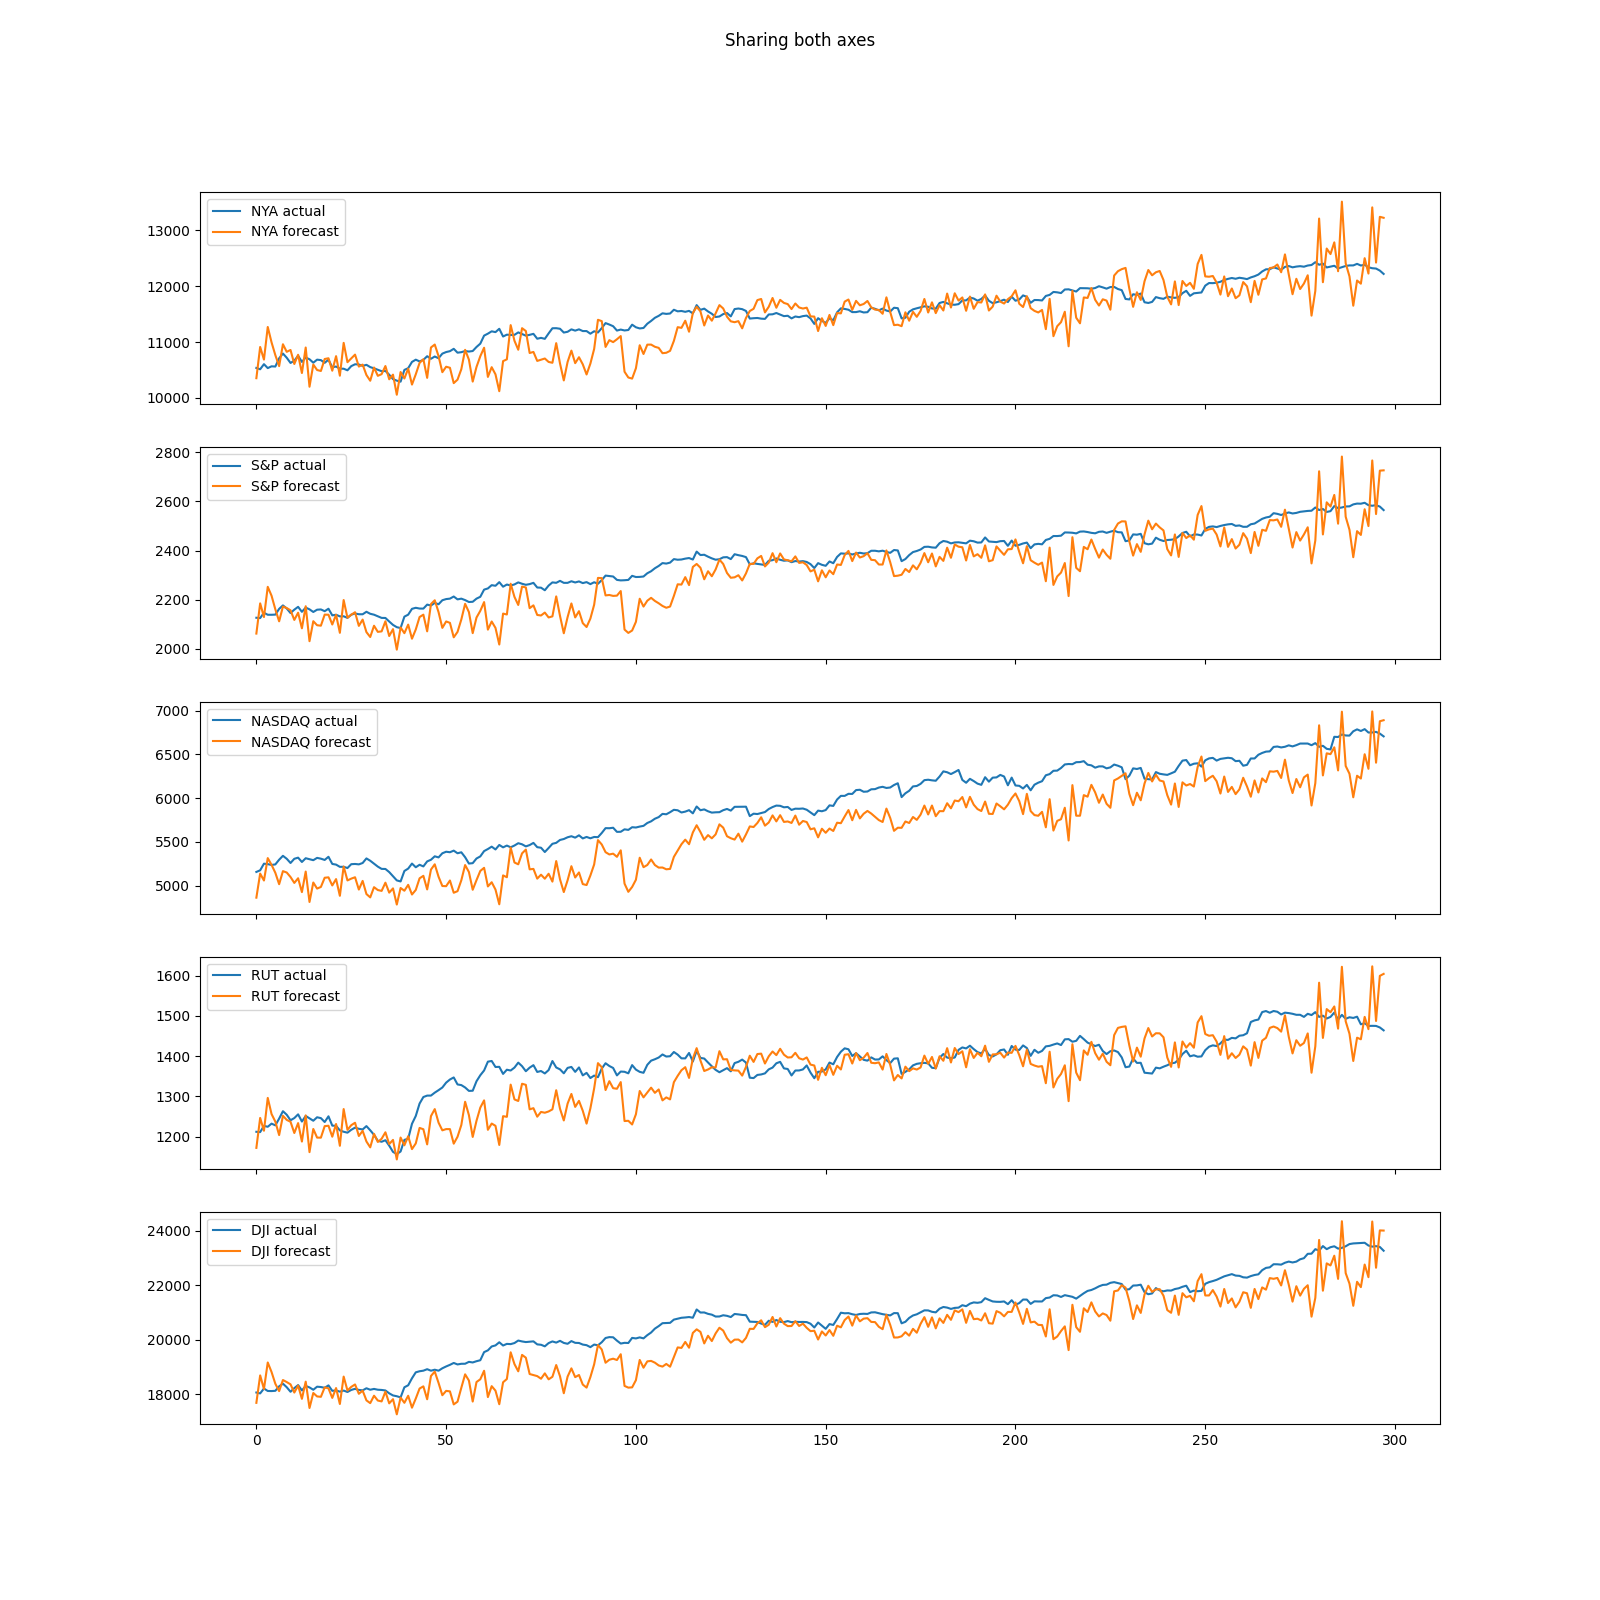 Sharing both axes
NYA actual
NYA forecast
13000
12000
11000
10000
S&P actual
S&P forecast
2800
2600
2400
2200
2000
NASDAQ actual
NASDAQ forecast
7000
6500
6000
5500
5000
RUT actual
RUT forecast
1600
1500
1400
1300
1200
DJI actual
DJI forecast
24000
22000
20000
18000
0 50 100 150 200 250 300